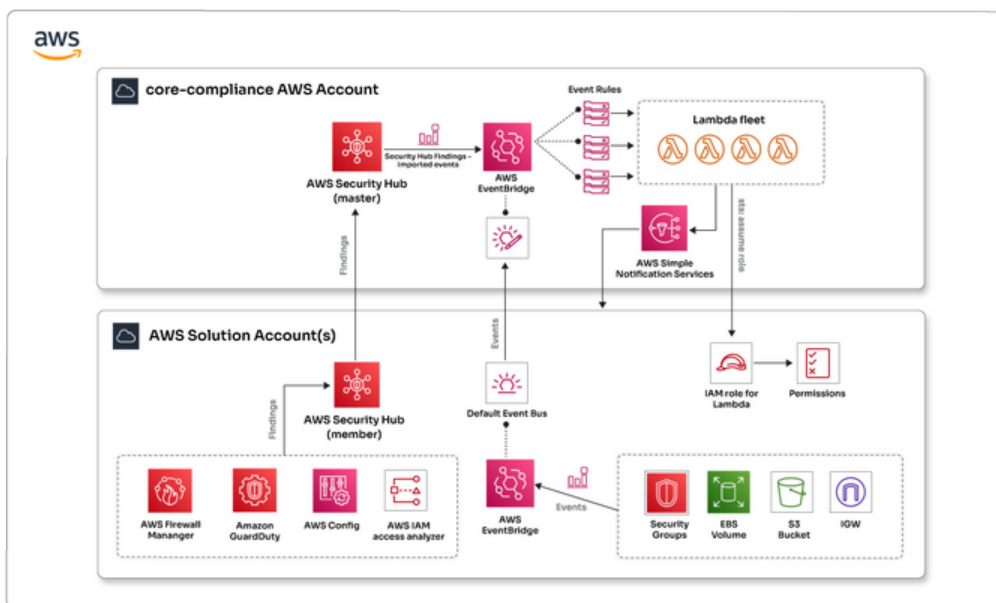 aws
core-compliance AWS Account
Event Rules
Lambda fleet
Security Hub Findings -
Imported events
AWS Security Hub
(master)
AWS
EventBridge
Findings
AWS Simple
Notification Services
sts: assume role
Events
AWS Solution Account(s)
AWS Security Hub
(member)
Default Event Bus
IAM role for
Lambda
Permissions
Findings
AWS Firewall
Mananger
Amazon
GuardDuty
AWS Config
AWS IAM
access analyzer
AWS
EventBridge
Events
Security
Groups
EBS
Volume
S3
Bucket
IGW